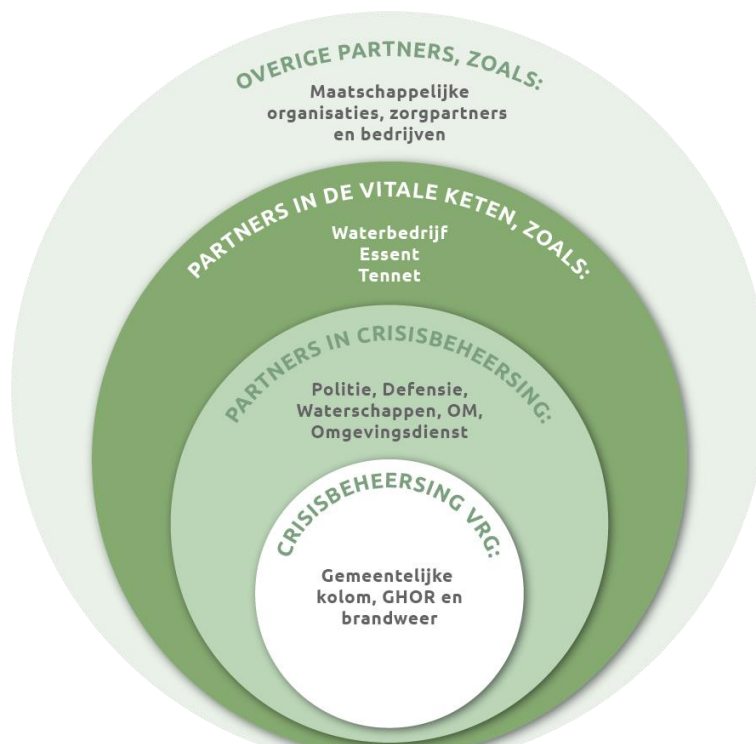 OVERIGE PARTNERS, ZOALS:
Maatschappelijke
organisaties, zorgpartners
en bedrijven
PARTNERS IN DE VITALE KETEN, ZOALS:
Waterbedrijf
Essent
Tennet
PARTNERS IN CRISISBEHEERSING:
Politie, Defensie,
Waterschappen, OM,
Omgevingsdienst
CRISISBEHEERSING VRG:
Gemeentelijke
kolom, GHOR en
brandweer